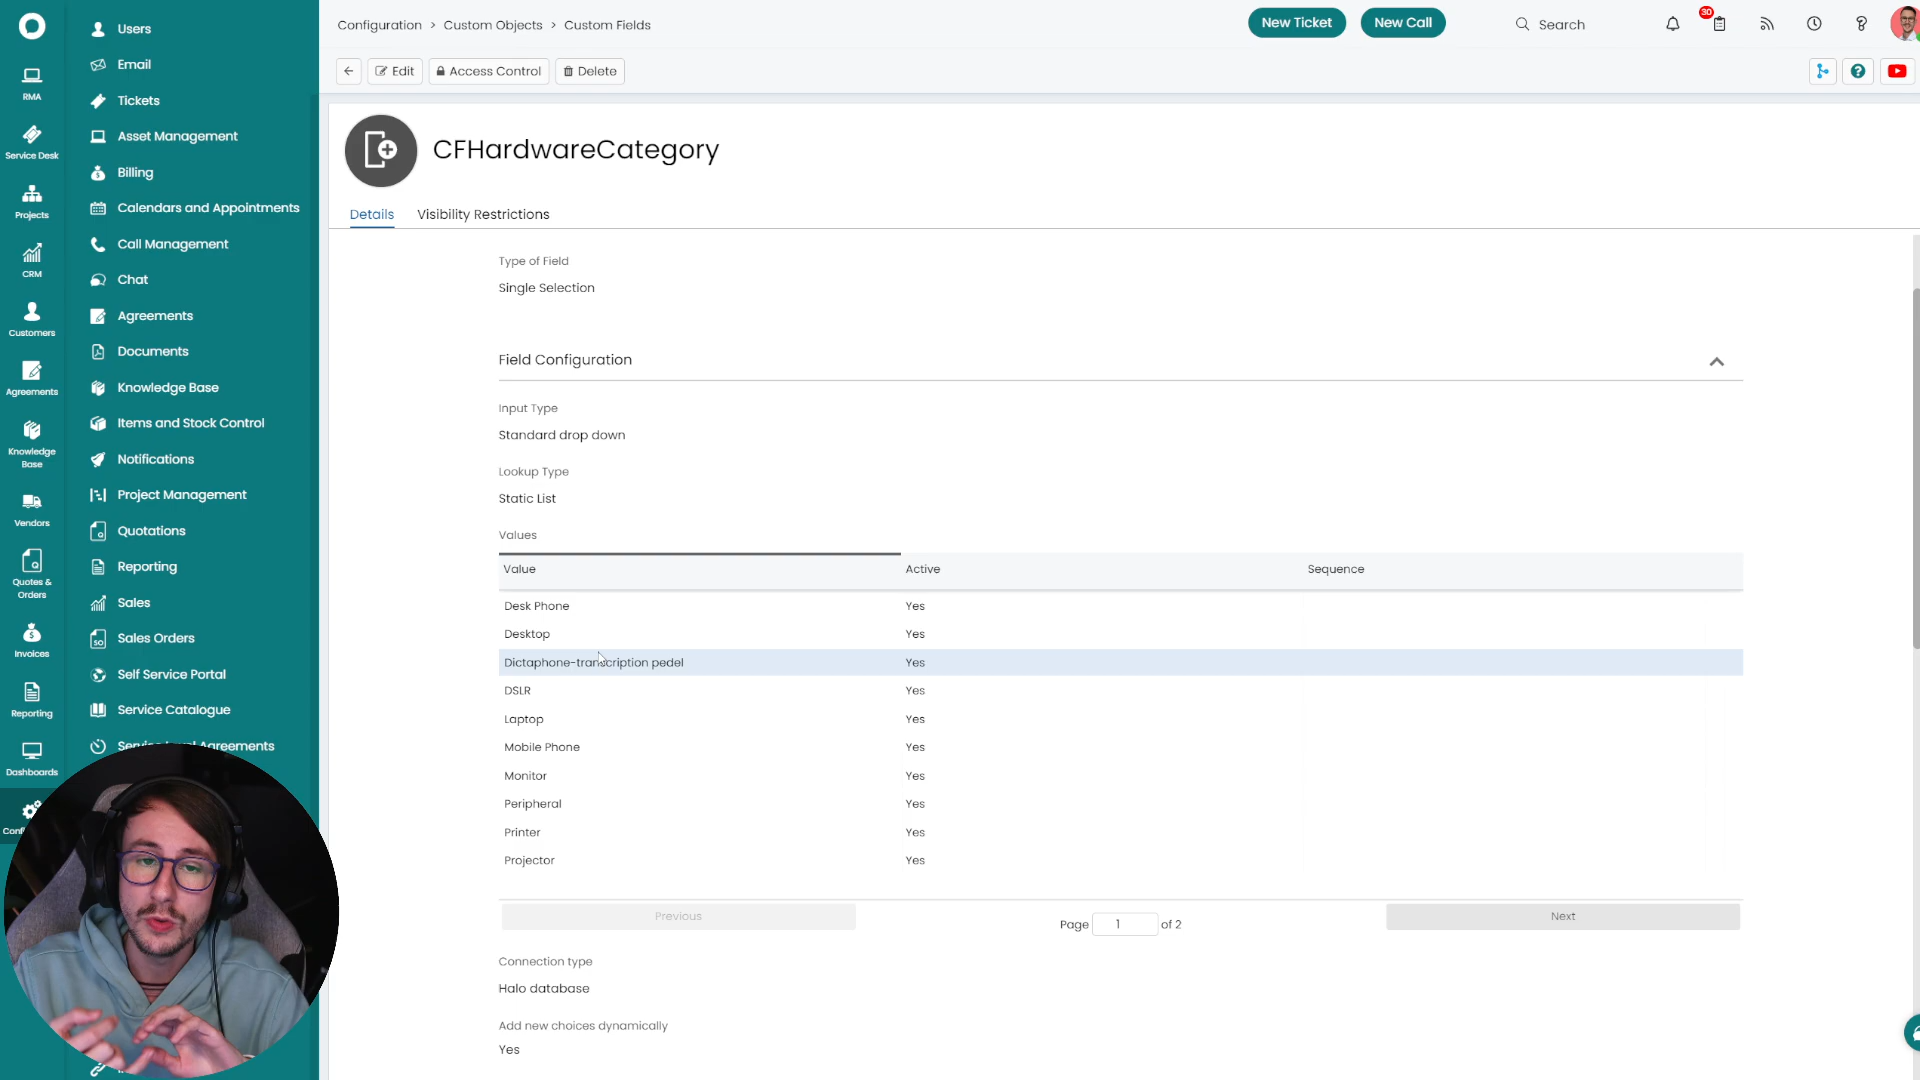 Configuration > Custom Objects > Custom Fields
New Ticket
New Call
Search
30
Edit
Access Control
Delete
RMA
Service Desk
Projects
CRM
Customers
Agreements
Knowledge
Base
Vendors
Quotes &
Orders
Invoices
Reporting
Dashboards
Users
Email
Tickets
Asset Management
Billing
Calendars and Appointments
Call Management
Chat
Agreements
Documents
Knowledge Base
Items and Stock Control
Notifications
Project Management
Quotations
Reporting
Sales
Sales Orders
Self Service Portal
Service Catalogue
Service Level Agreements
CFHardwareCategory
Details
Visibility Restrictions
Type of Field
Single Selection
Field Configuration
Input Type
Standard drop down
Lookup Type
Static List
Values
Value Active Sequence
Desk Phone Yes
Desktop Yes
Dictaphone-transcription pedel Yes
DSLR Yes
Laptop Yes
Mobile Phone Yes
Monitor Yes
Peripheral Yes
Printer Yes
Projector Yes
Previous
Page 1 of 2
Next
Connection type
Halo database
Add new choices dynamically
Yes